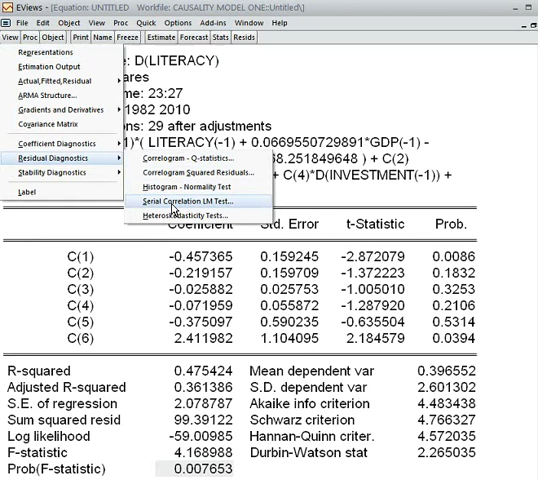 EViews - [Equation: UNTITLED   Workfile: CAUSALITY MODEL ONE::Untitled\]
File Edit Object View Proc Quick Options Add-ins Window Help
View Proc Object Print Name Freeze Estimate Forecast Stats Resids
Representations
Estimation Output
Actual,Fitted,Residual
ARMA Structure...
Gradients and Derivatives
Covariance Matrix
Coefficient Diagnostics
Residual Diagnostics
Stability Diagnostics
Label
Correlogram - Q-statistics...
Correlogram Squared Residuals...
Histogram - Normality Test
Serial Correlation LM Test...
Heteroskedasticity Tests...
: D(LITERACY)
ares
me: 23:27
1982 2010
ons: 29 after adjustments
1)*( LITERACY(-1) + 0.0669550729891*GDP(-1) -
68.251849648 ) + C(2)
+ C(4)*D(INVESTMENT(-1)) +
Coefficient Std. Error t-Statistic Prob.
C(1) -0.457365 0.159245 -2.872079 0.0086
C(2) -0.219157 0.159709 -1.372223 0.1832
C(3) -0.025882 0.025753 -1.005010 0.3253
C(4) -0.071959 0.055872 -1.287920 0.2106
C(5) -0.375097 0.590235 -0.635504 0.5314
C(6) 2.411982 1.104095 2.184579 0.0394
R-squared 0.475424 Mean dependent var 0.396552
Adjusted R-squared 0.361386 S.D. dependent var 2.601302
S.E. of regression 2.078787 Akaike info criterion 4.483438
Sum squared resid 99.39122 Schwarz criterion 4.766327
Log likelihood -59.00985 Hannan-Quinn criter. 4.572035
F-statistic 4.168988 Durbin-Watson stat 2.265035
Prob(F-statistic) 0.007653